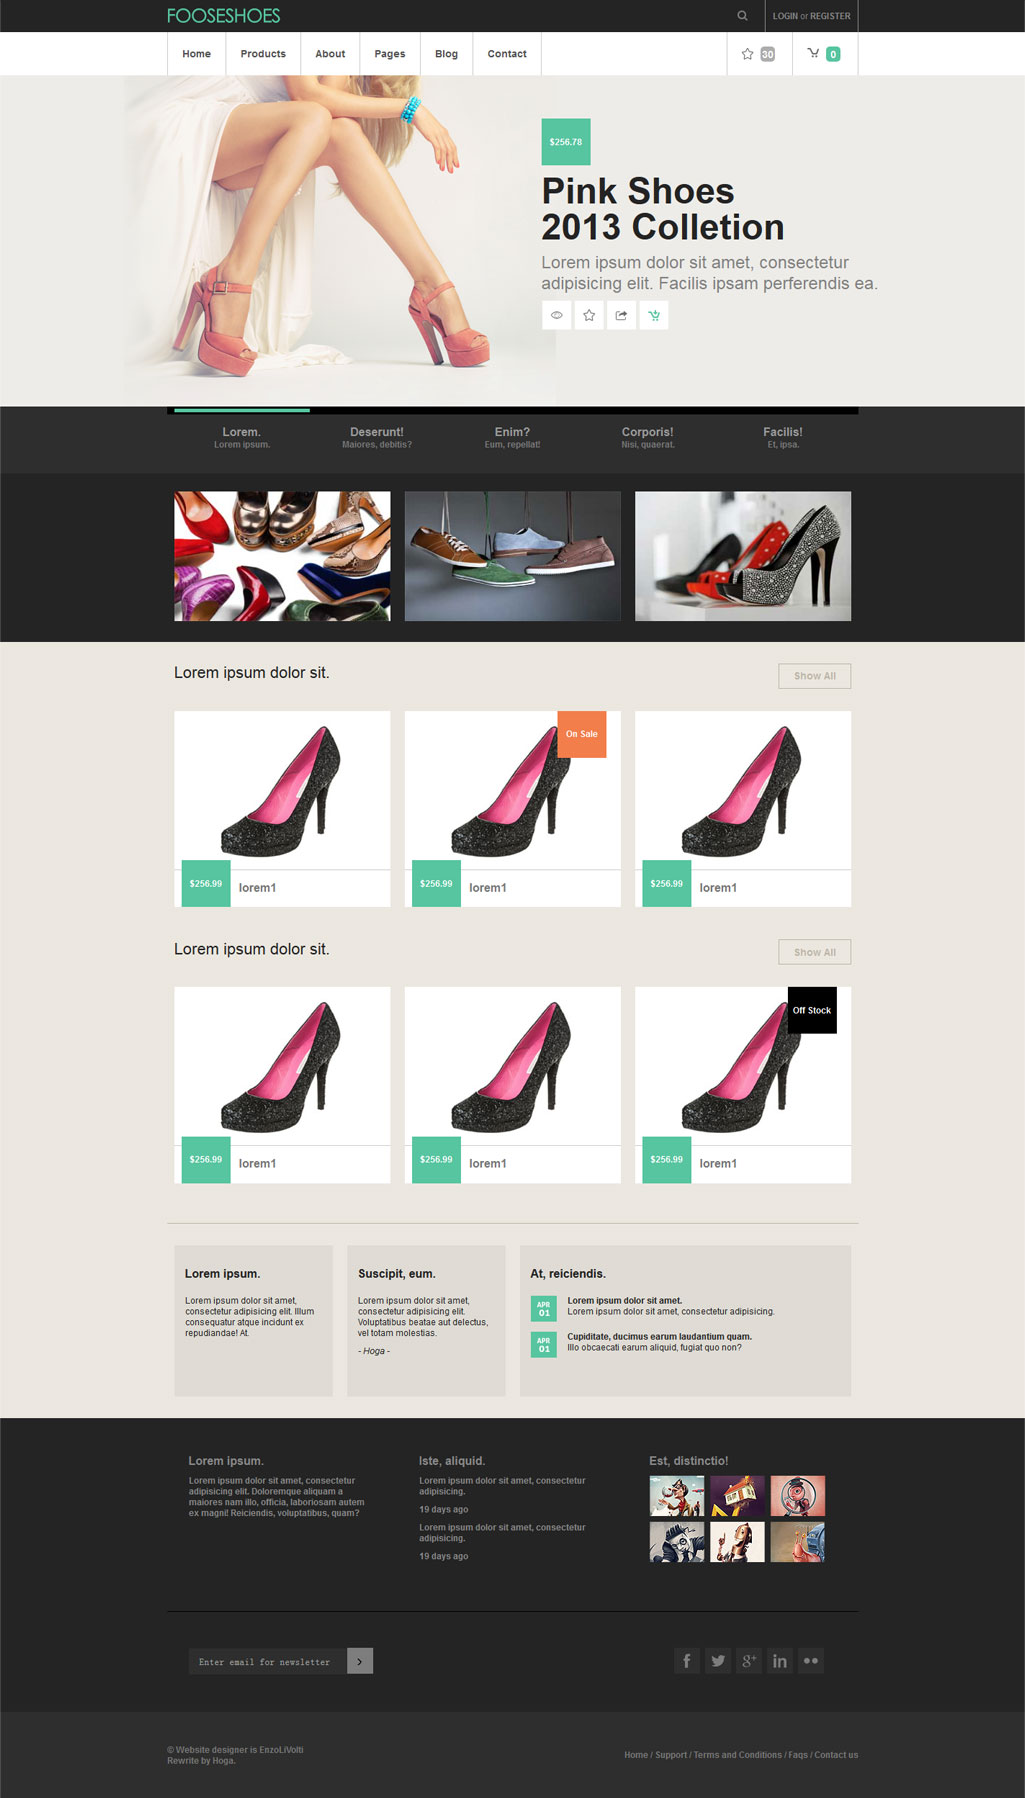 FOOSESHOES
LOGIN or REGISTER
Home Products About Pages Blog Contact
30 0
$256.78
Pink Shoes
2013 Colletion
Lorem ipsum dolor sit amet, consectetur
adipisicing elit. Facilis ipsam perferendis ea.
Lorem. Deserunt! Enim? Corporis! Facilis!
Lorem ipsum. Maiores, debitis? Eum, repellat! Nisi, quaerat. Et, ipsa.
Lorem ipsum dolor sit. Show All
On Sale
$256.99 lorem1 $256.99 lorem1 $256.99 lorem1
Lorem ipsum dolor sit. Show All
Off Stock
$256.99 lorem1 $256.99 lorem1 $256.99 lorem1
Lorem ipsum.
Lorem ipsum dolor sit amet,
consectetur adipisicing elit. Illum
consequatur atque incidunt ex
repudiandae! At.
Suscipit, eum.
Lorem ipsum dolor sit amet,
consectetur adipisicing elit.
Voluptatibus beatae aut delectus,
vel totam molestias.
- Hoga -
At, reiciendis.
APR
01
Lorem ipsum dolor sit amet.
Lorem ipsum dolor sit amet, consectetur adipisicing.
APR
01
Cupiditate, ducimus earum laudantium quam.
Illo obcaecati earum aliquid, fugiat quo non?
Lorem ipsum.
Lorem ipsum dolor sit amet, consectetur
adipisicing elit. Doloremque aliquam a
maiores nam illo, officia, laboriosam autem
ex magni! Reiciendis, voluptatibus, quam?
Iste, aliquid.
Lorem ipsum dolor sit amet, consectetur
adipisicing.
19 days ago
Lorem ipsum dolor sit amet, consectetur
adipisicing.
19 days ago
Est, distinctio!
Enter email for newsletter >
© Website designer is EnzoLiVolti
Rewrite by Hoga.
Home / Support / Terms and Conditions / Faqs / Contact us